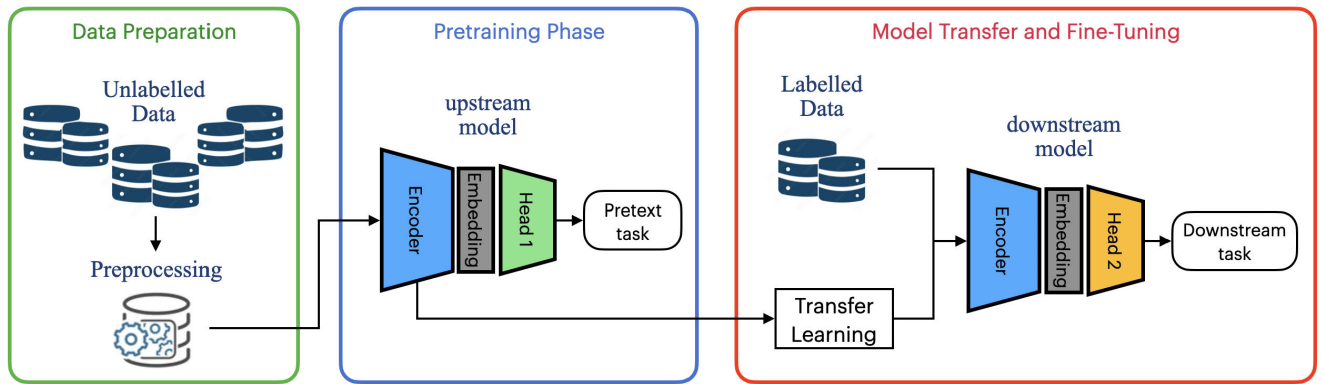 Data Preparation
Unlabelled
Data
Preprocessing
Pretraining Phase
upstream
model
Encoder
Embedding
Head 1
Pretext
task
Model Transfer and Fine-Tuning
Labelled
Data
Transfer
Learning
downstream
model
Encoder
Embedding
Head 2
Downstream
task